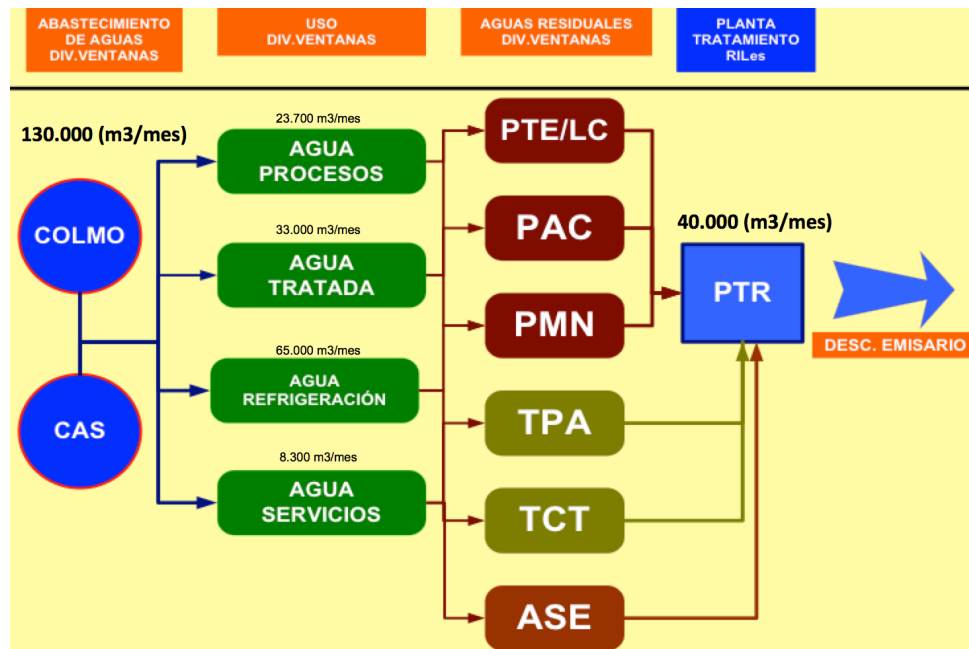 ABASTECIMIENTO
DE AGUAS
DIV.VENTANAS
USO
DIV.VENTANAS
AGUAS RESIDUALES
DIV.VENTANAS
PLANTA
TRATAMIENTO
RILes
130.000 (m3/mes)
COLMO
CAS
23.700 m3/mes
AGUA
PROCESOS
33.000 m3/mes
AGUA
TRATADA
65.000 m3/mes
AGUA
REFRIGERACIÓN
8.300 m3/mes
AGUA
SERVICIOS
PTE/LC
PAC
PMN
TPA
TCT
ASE
40.000 (m3/mes)
PTR
DESC. EMISARIO